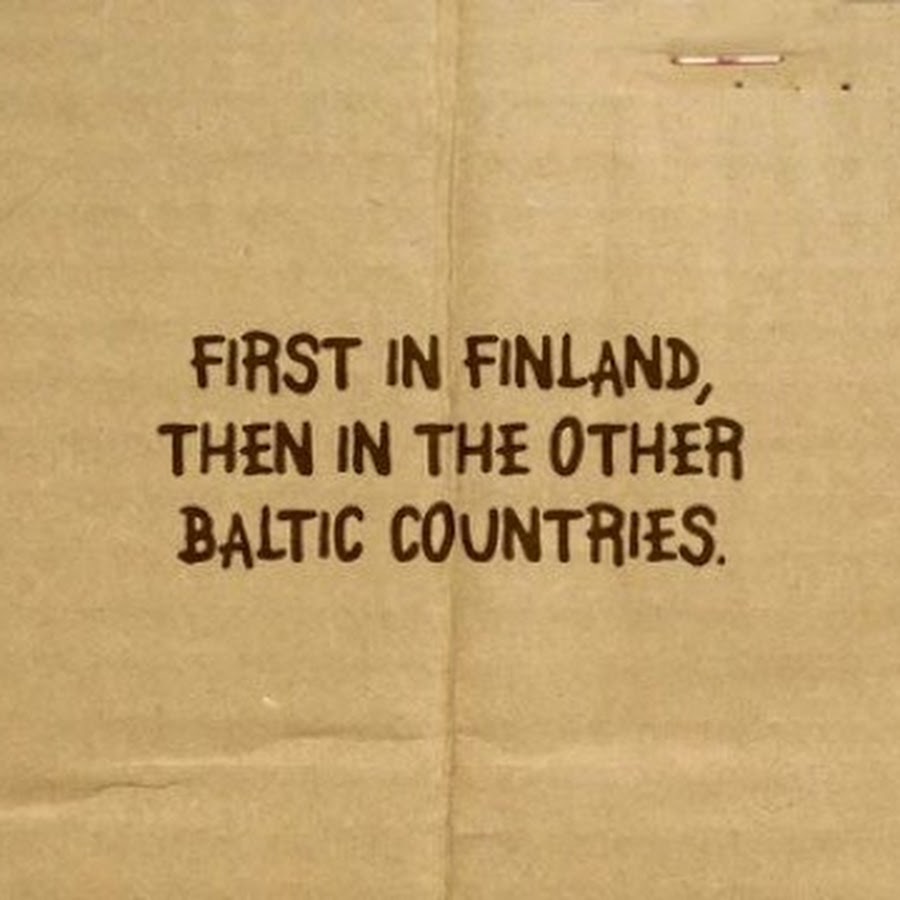 FIRST IN FINLAND,
THEN IN THE OTHER
BALTIC COUNTRIES.